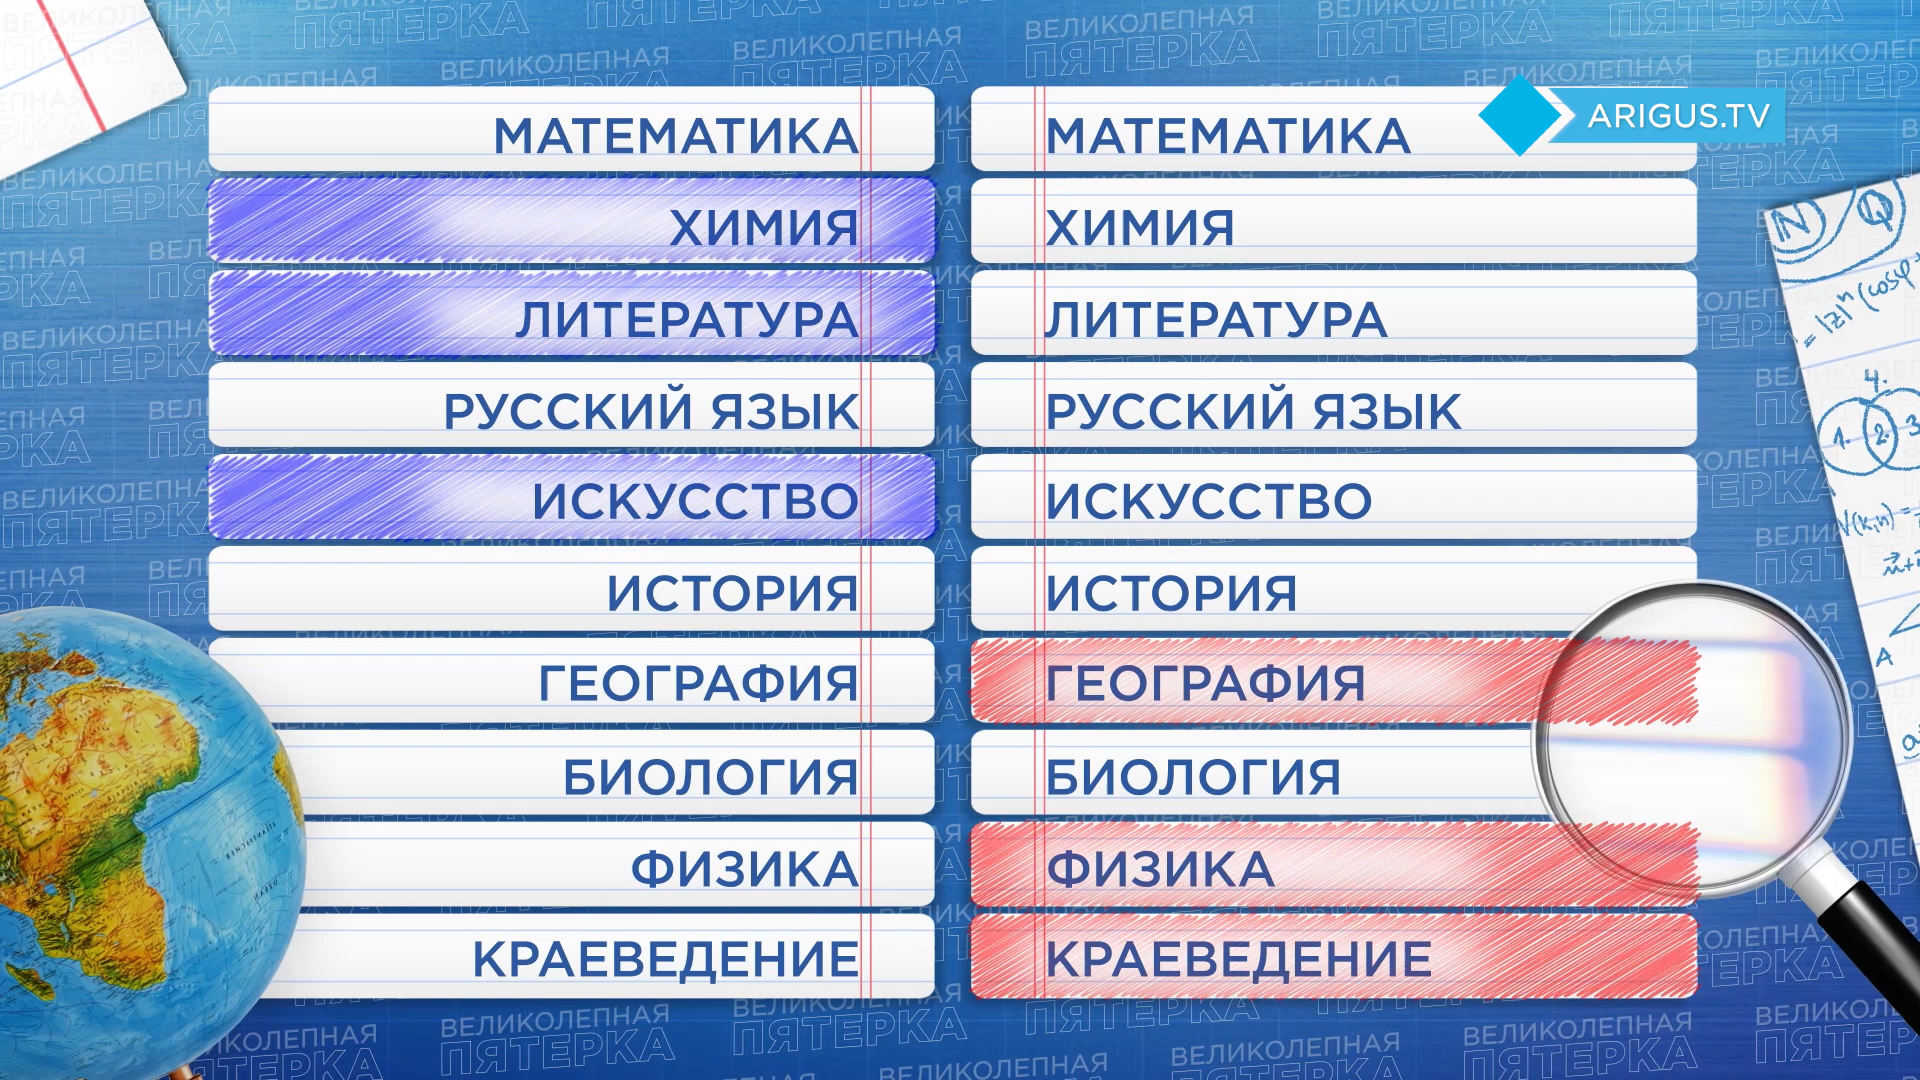 ARIGUS.TV
МАТЕМАТИКА МАТЕМАТИКА
ХИМИЯ ХИМИЯ
ЛИТЕРАТУРА ЛИТЕРАТУРА
РУССКИЙ ЯЗЫК РУССКИЙ ЯЗЫК
ИСКУССТВО ИСКУССТВО
ИСТОРИЯ ИСТОРИЯ
ГЕОГРАФИЯ ГЕОГРАФИЯ
БИОЛОГИЯ БИОЛОГИЯ
ФИЗИКА ФИЗИКА
КРАЕВЕДЕНИЕ КРАЕВЕДЕНИЕ
ВЕЛИКОЛЕПНАЯ
ПЯТЕРКА